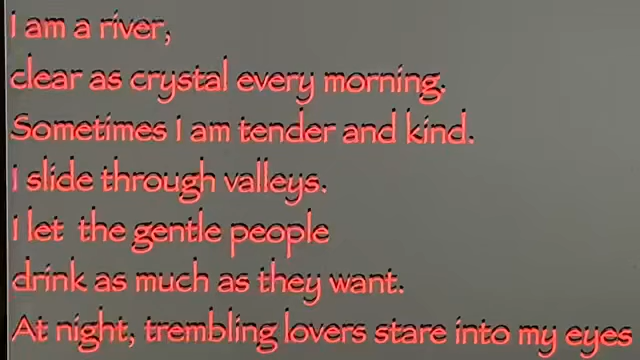 I am a river,
clear as crystal every morning.
Sometimes I am tender and kind.
I slide through valleys.
I let the gentle people
drink as much as they want.
At night, trembling lovers stare into my eyes